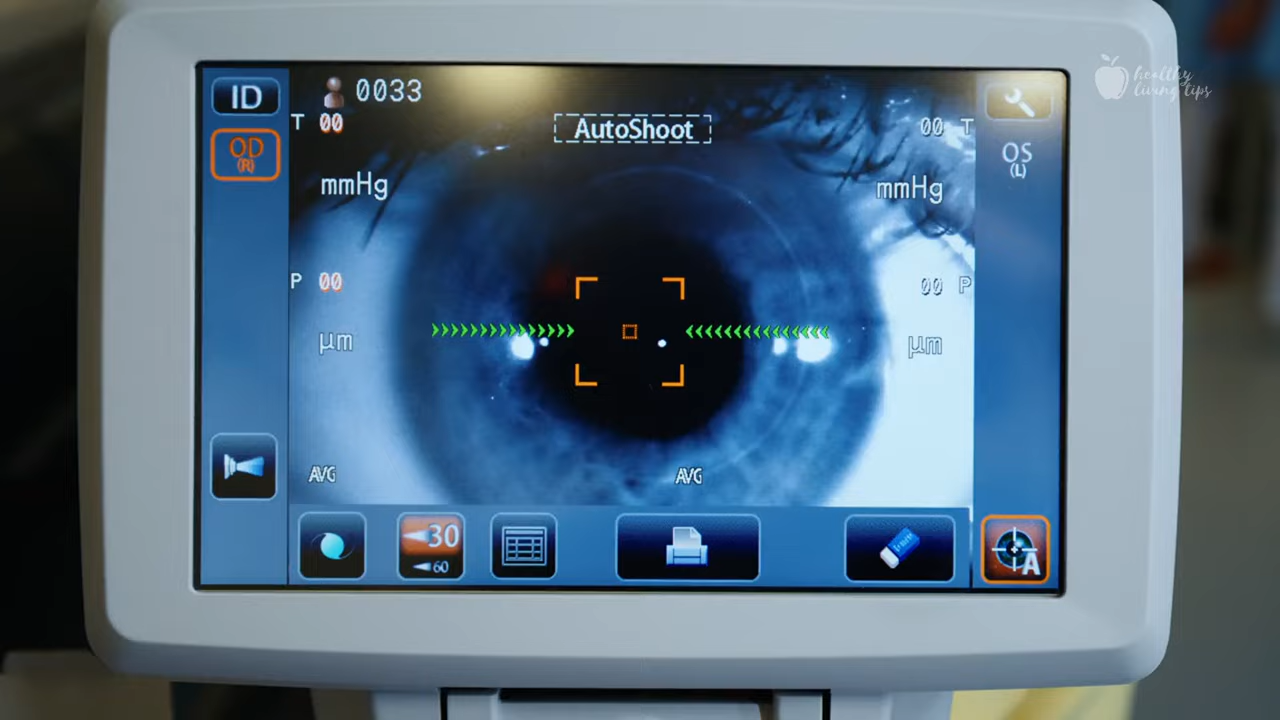 ID
0033
healthy
living tips
T 00
AutoShoot
00 T
OD
(R)
OS
(L)
mmHg
mmHg
P 00
00 P
µm
µm
AVG
AVG
30
60
A